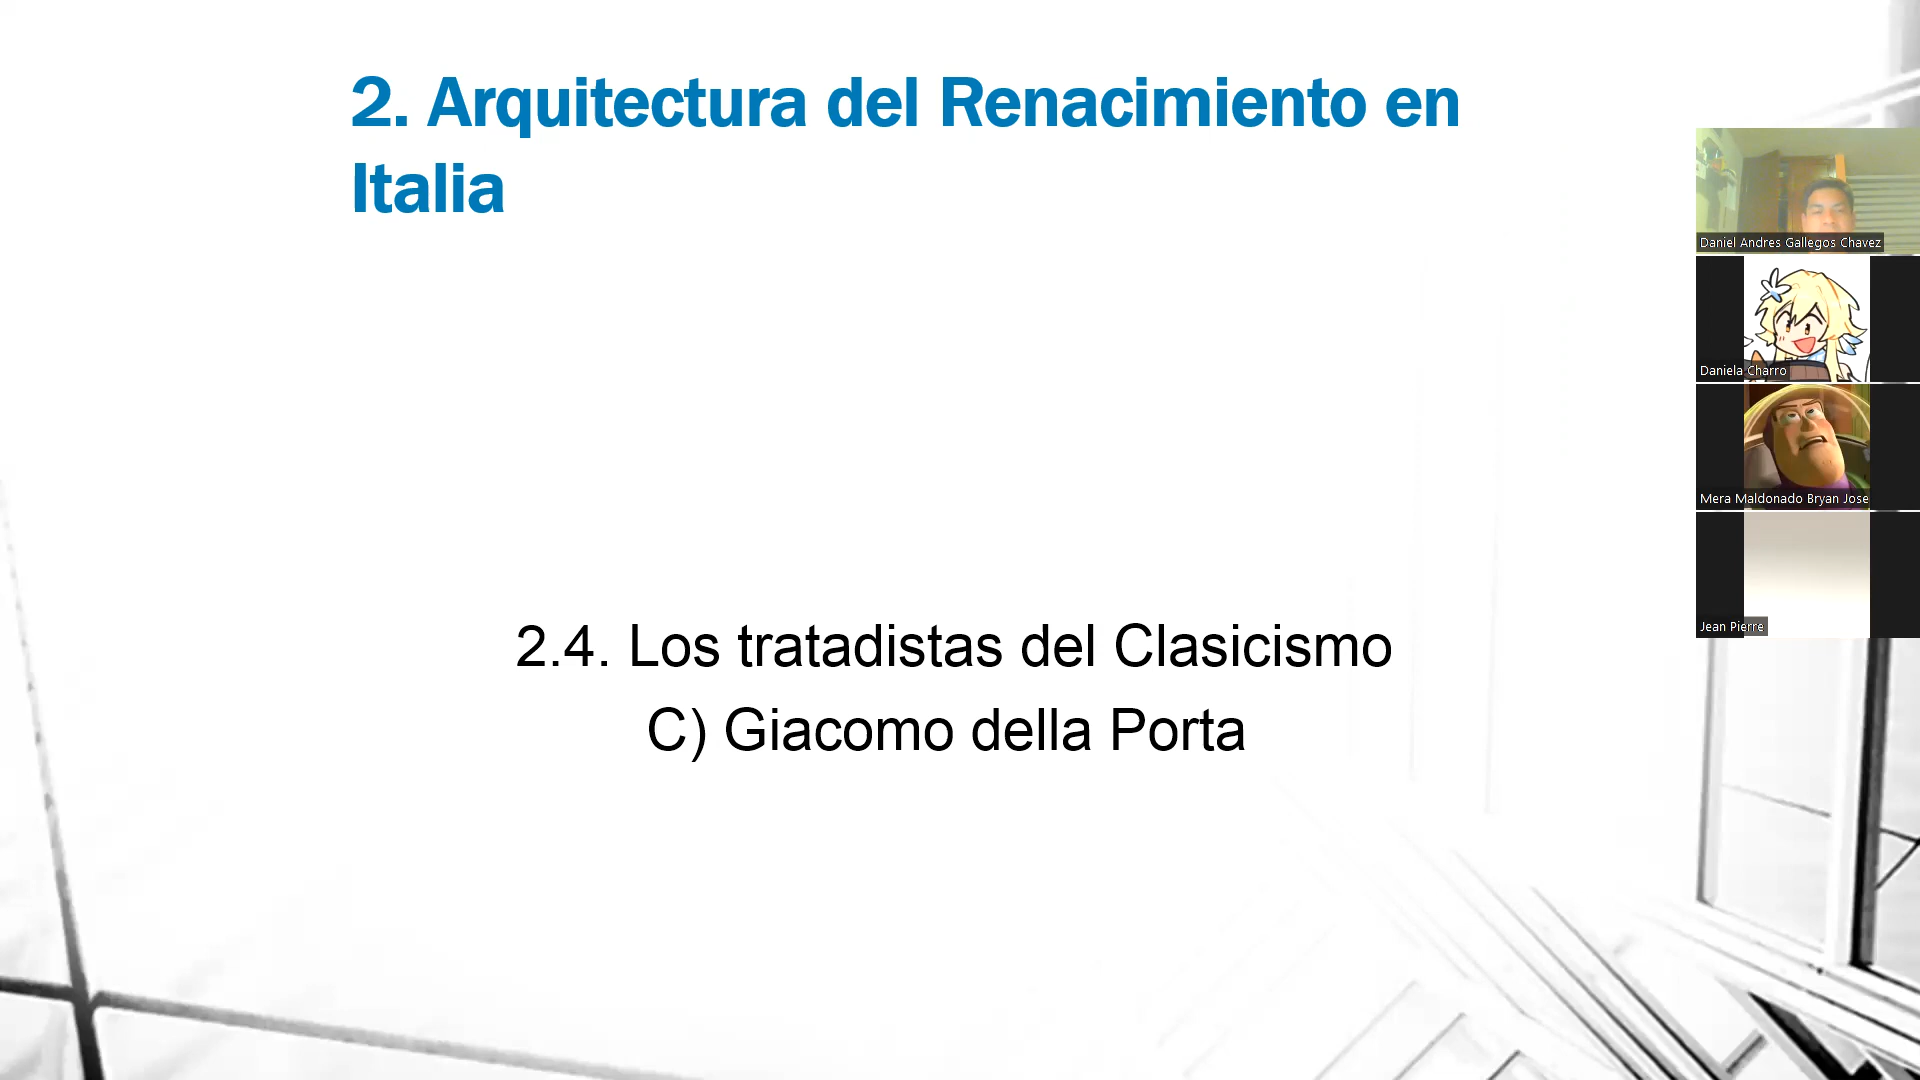 2. Arquitectura del Renacimiento en
Italia
2.4. Los tratadistas del Clasicismo
C) Giacomo della Porta
Daniel Andres Gallegos Chavez
Daniela Charro
Mera Maldonado Bryan Jose
Jean Pierre